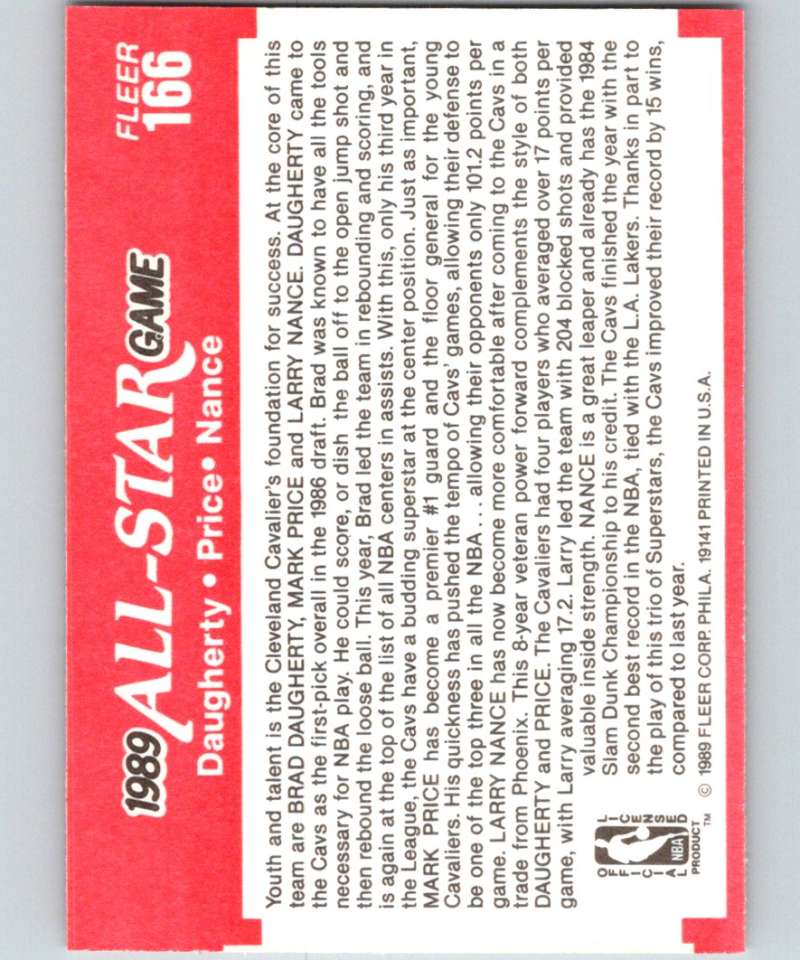 FLEER
166
1989 ALL-STAR GAME
Daugherty • Price • Nance
Youth and talent is the Cleveland Cavalier's foundation for success. At the core of this
team are BRAD DAUGHERTY, MARK PRICE and LARRY NANCE. DAUGHERTY came to
the Cavs as the first-pick overall in the 1986 draft. Brad was known to have all the tools
necessary for NBA play. He could score, or dish the ball off to the open jump shot and
then rebound the loose ball. This year, Brad led the team in rebounding and scoring, and
is again at the top of the list of all NBA centers in assists. With this, only his third year in
the League, the Cavs have a budding superstar at the center position. Just as important,
MARK PRICE has become a premier #1 guard and the floor general for the young
Cavaliers. His quickness has pushed the tempo of Cavs' games, allowing their defense to
be one of the top three in all the NBA... allowing their opponents only 101.2 points per
game. LARRY NANCE has now become more comfortable after coming to the Cavs in a
trade from Phoenix. This 8-year veteran power forward complements the style of both
DAUGHERTY and PRICE. The Cavaliers had four players who averaged over 17 points per
game, with Larry averaging 17.2. Larry led the team with 204 blocked shots and provided
valuable inside strength. NANCE is a great leaper and already has the 1984
Slam Dunk Championship to his credit. The Cavs finished the year with the
second best record in the NBA, tied with the L.A. Lakers. Thanks in part to
the play of this trio of Superstars, the Cavs improved their record by 15 wins,
compared to last year.
OFFICIAL LICENSED
NBA
PRODUCT
™ © 1989 FLEER CORP. PHILA. 19141 PRINTED IN U.S.A.